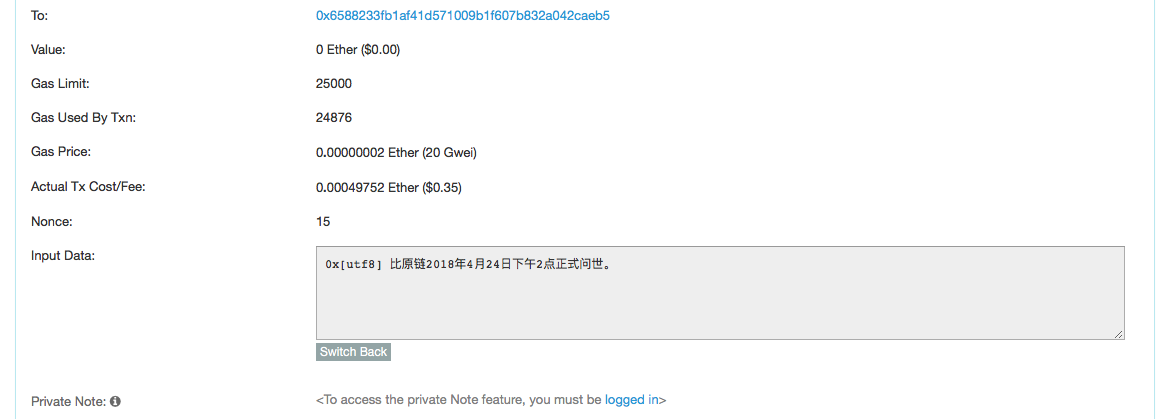 To: 0x6588233fb1af41d571009b1f607b832a042caeb5
Value: 0 Ether ($0.00)
Gas Limit: 25000
Gas Used By Txn: 24876
Gas Price: 0.00000002 Ether (20 Gwei)
Actual Tx Cost/Fee: 0.00049752 Ether ($0.35)
Nonce: 15
Input Data: 0x[utf8] 比原链2018年4月24日下午2点正式问世。
Switch Back
Private Note: <To access the private Note feature, you must be logged in>